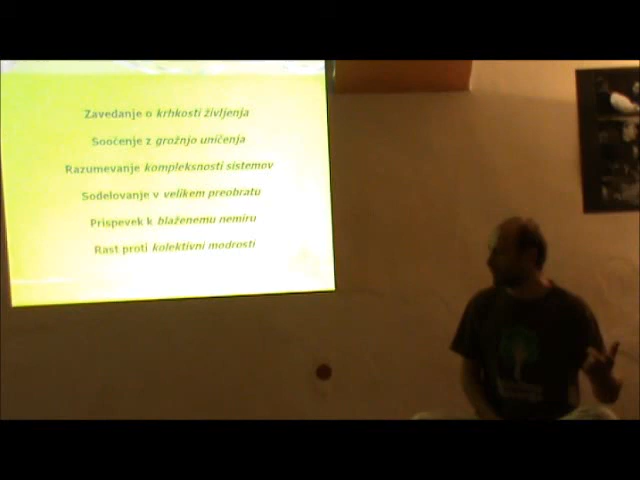 Zavedanje o krhkosti življenja
Soočenje z grožnjo uničenja
Razumevanje kompleksnosti sistemov
Sodelovanje v velikem preobratu
Prispevek k blaženemu nemiru
Rast proti kolektivni modrosti